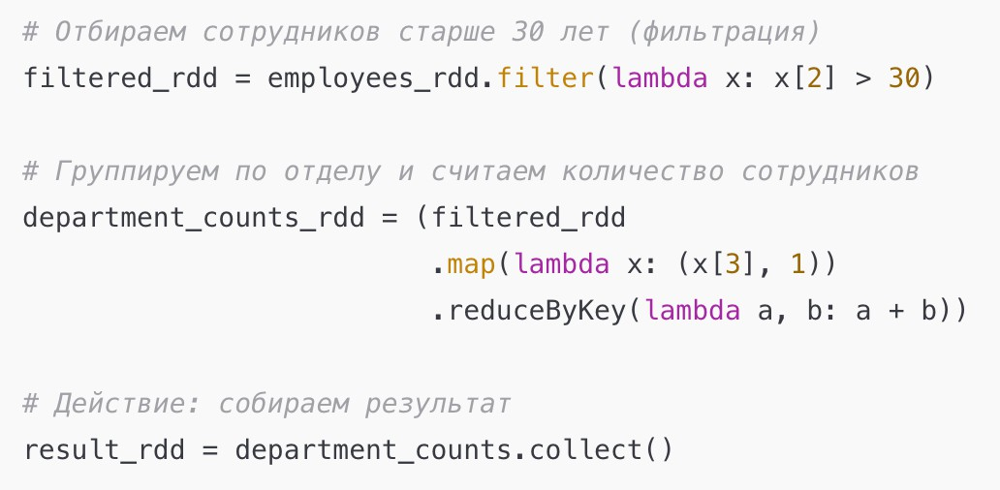 # Отбираем сотрудников старше 30 лет (фильтрация)
filtered_rdd = employees_rdd.filter(lambda x: x[2] > 30)
# Группируем по отделу и считаем количество сотрудников
department_counts_rdd = (filtered_rdd
.map(lambda x: (x[3], 1))
.reduceByKey(lambda a, b: a + b))
# Действие: собираем результат
result_rdd = department_counts.collect()